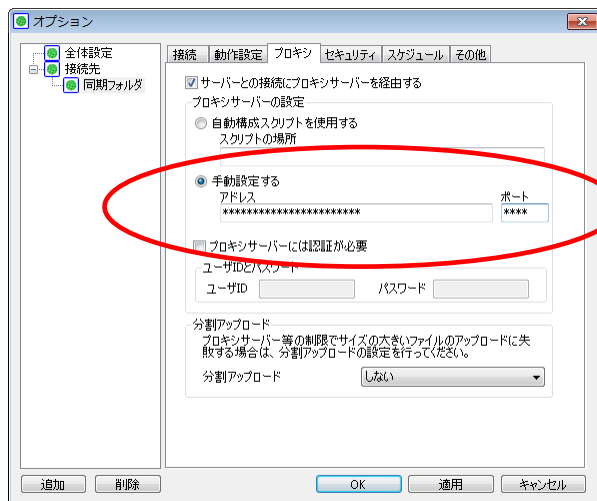 オプション
全体設定
接続先
同期フォルダ
接続 動作設定 プロキシ セキュリティ スケジュール その他
サーバーとの接続にプロキシサーバーを経由する
プロキシサーバーの設定
自動構成スクリプトを使用する
スクリプトの場所
手動設定する
アドレス ポート
*********************** ****
プロキシサーバーには認証が必要
ユーザIDとパスワード
ユーザID パスワード
分割アップロード
プロキシサーバー等の制限でサイズの大きいファイルのアップロードに失
敗する場合は、分割アップロードの設定を行ってください。
分割アップロード しない
追加 削除 OK 適用 キャンセル